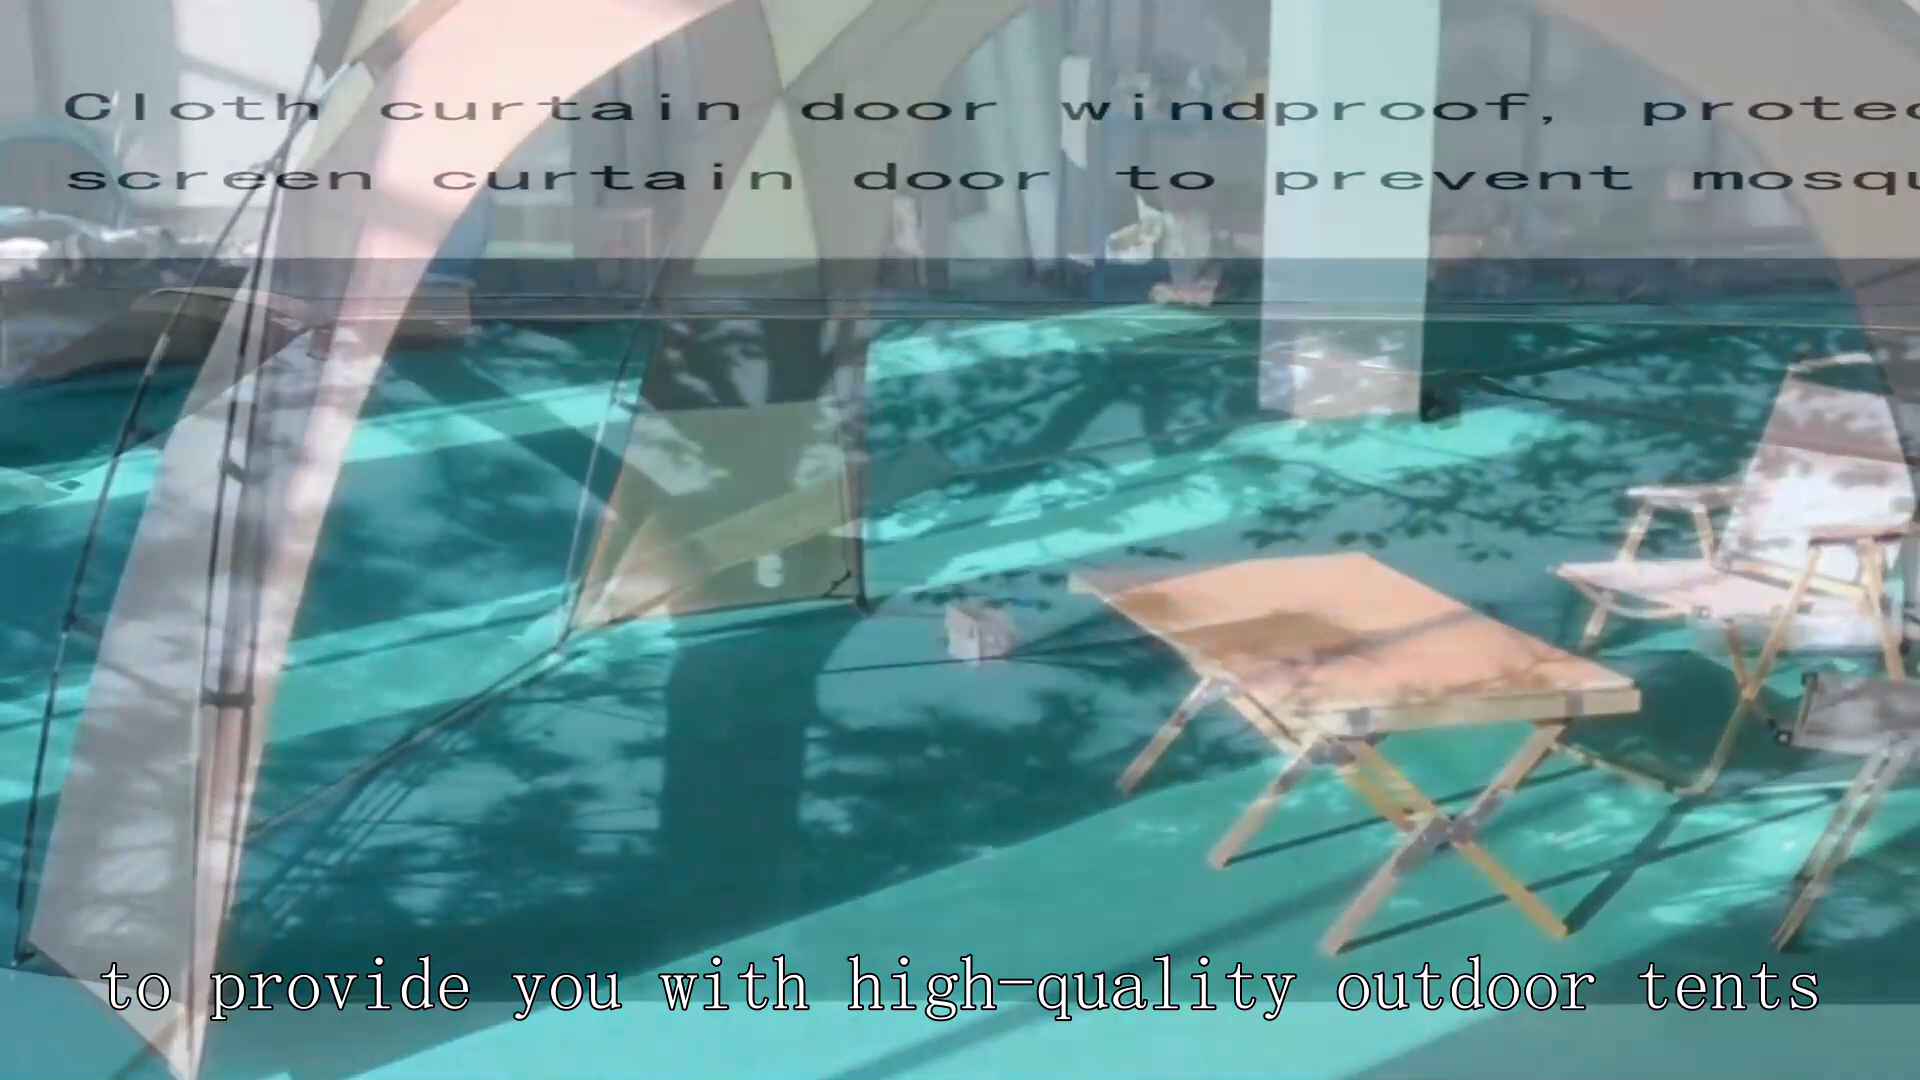 Cloth curtain door windproof,
screen curtain door to prevent
to provide you with high-quality outdoor tents